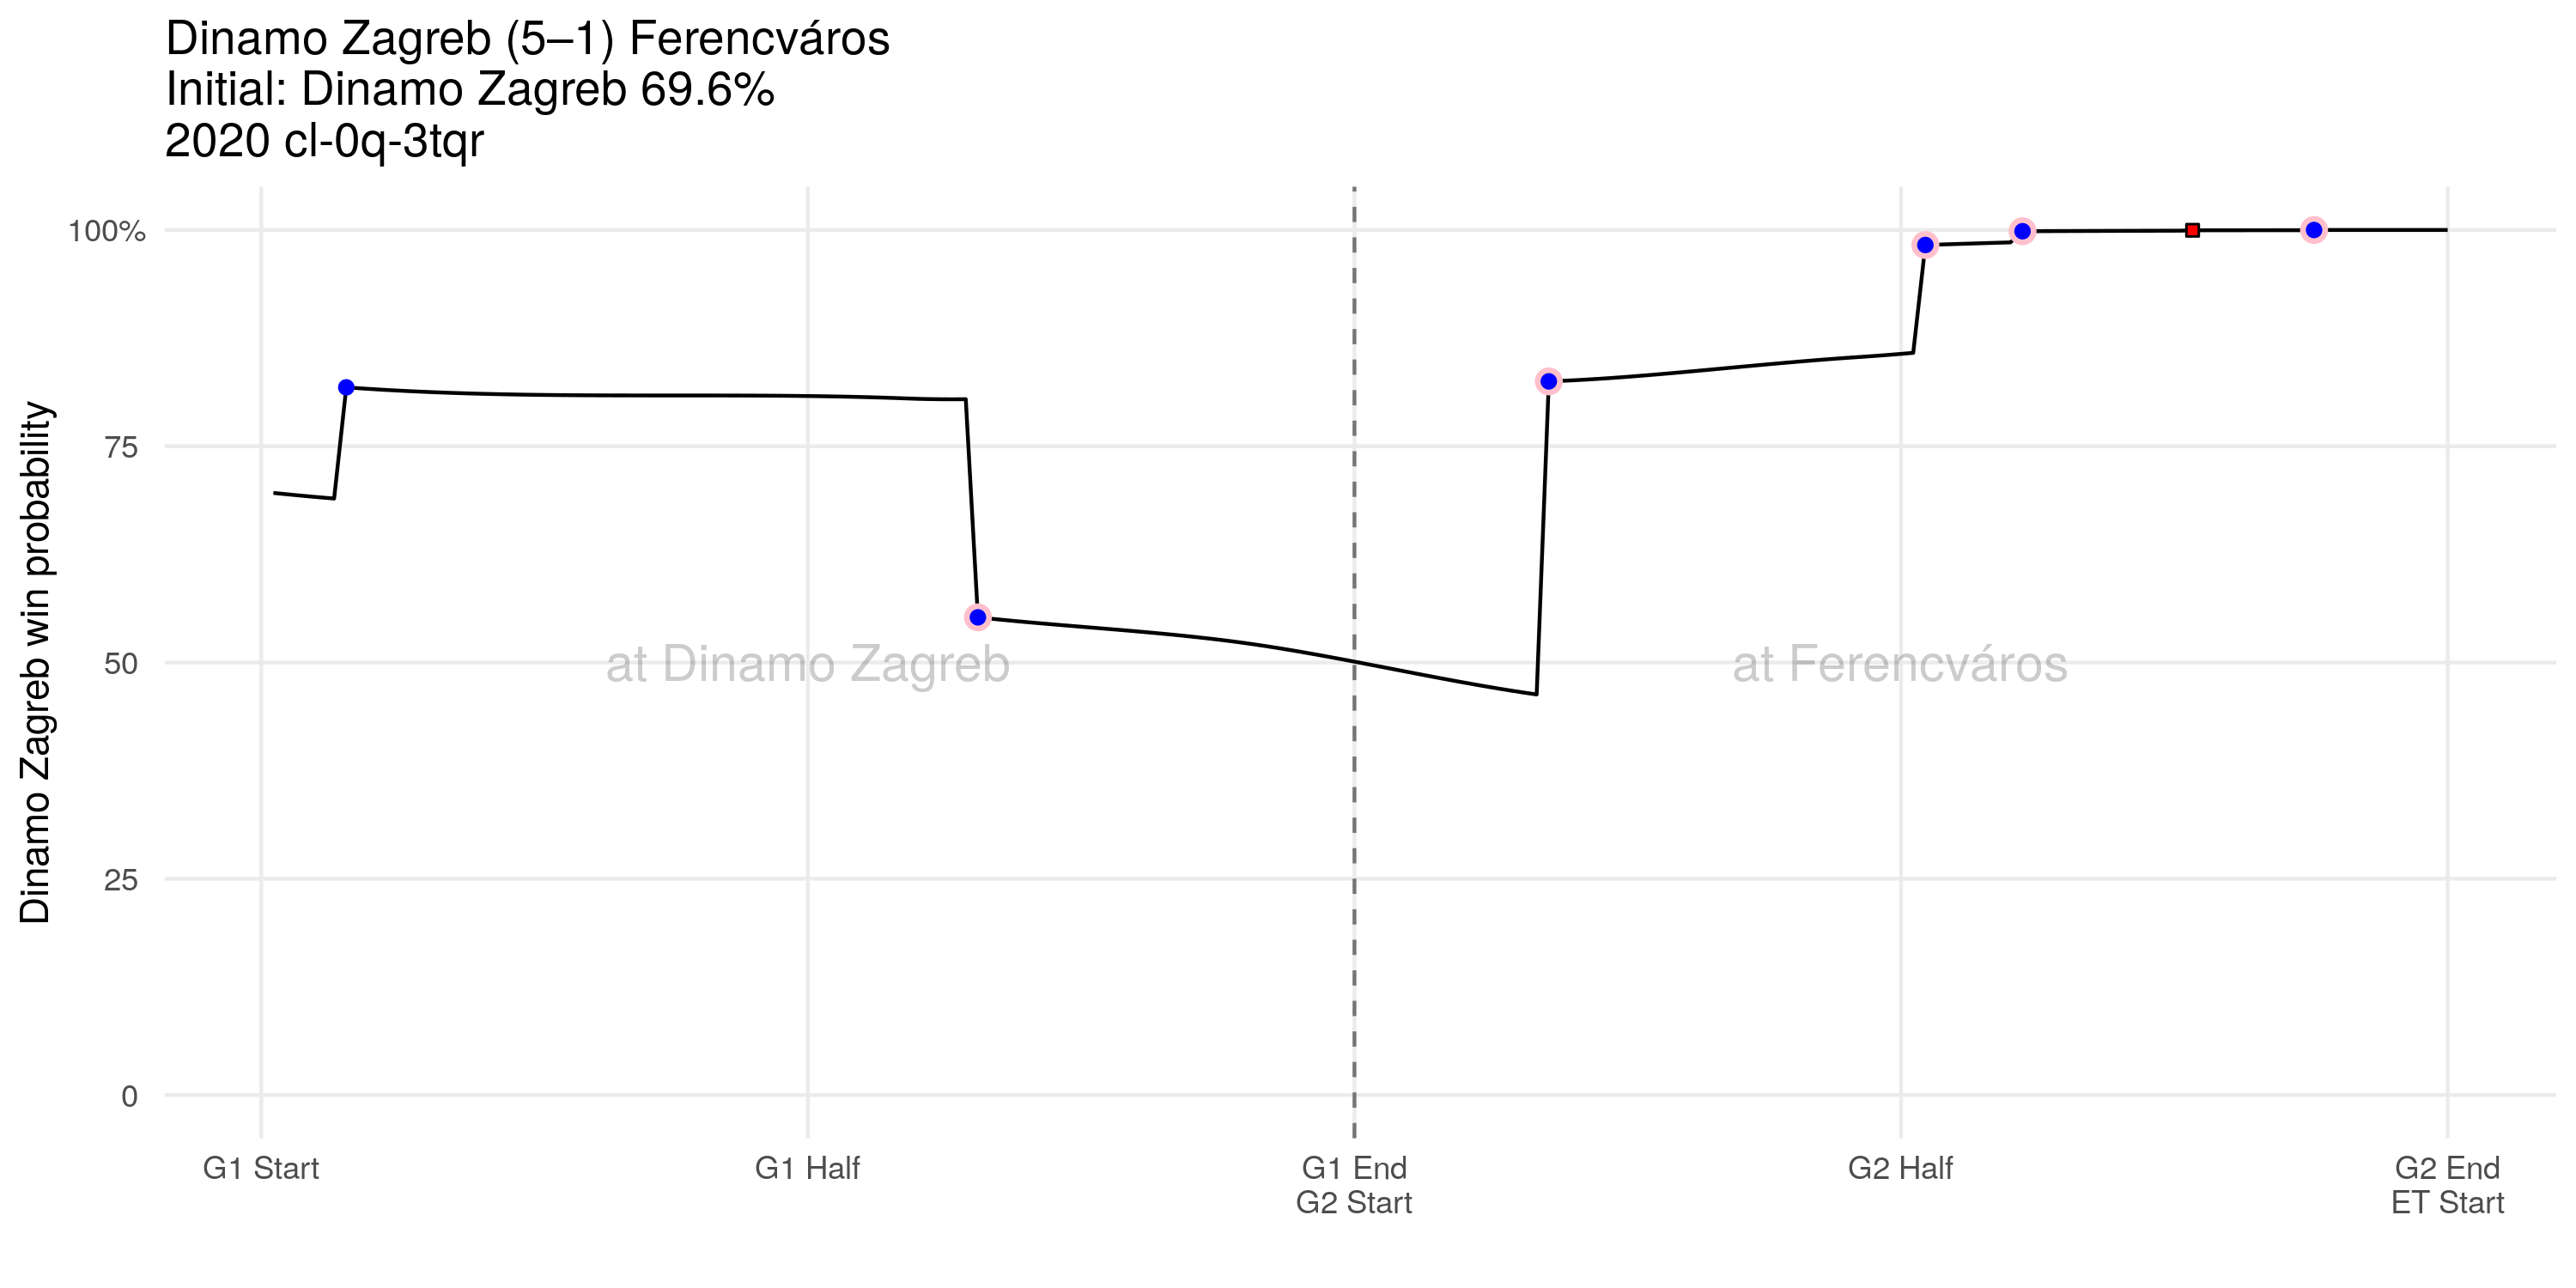 Dinamo Zagreb (5–1) Ferencváros
Initial: Dinamo Zagreb 69.6%
2020 cl-0q-3tqr
Dinamo Zagreb win probability
100%
75
50
25
0
at Dinamo Zagreb
at Ferencváros
G1 Start
G1 Half
G1 End
G2 Start
G2 Half
G2 End
ET Start